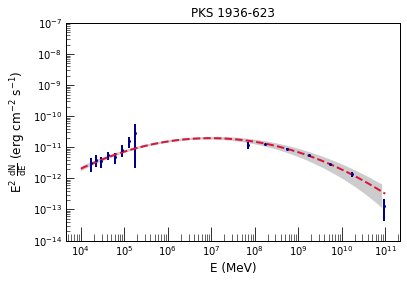 PKS 1936-623
E² dN/dE (erg cm⁻² s⁻¹)
10⁻⁷
10⁻⁸
10⁻⁹
10⁻¹⁰
10⁻¹¹
10⁻¹²
10⁻¹³
10⁻¹⁴
10⁴ 10⁵ 10⁶ 10⁷ 10⁸ 10⁹ 10¹⁰ 10¹¹
E (MeV)